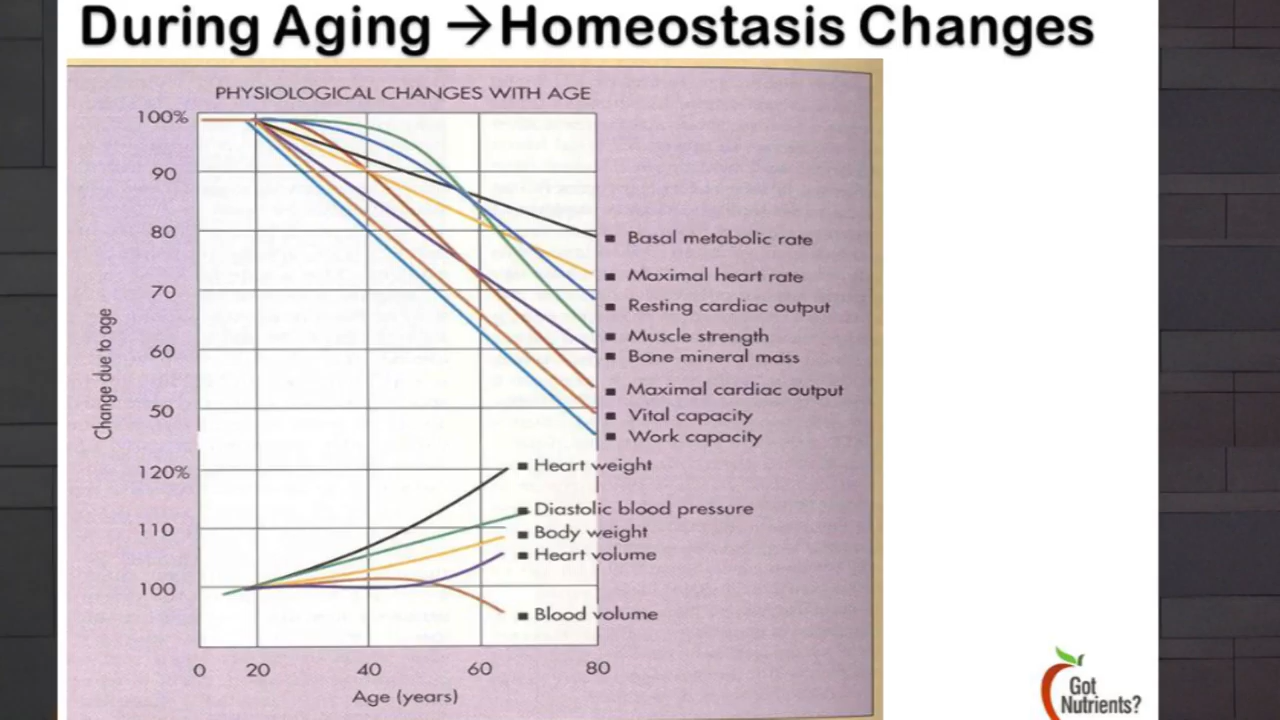 During Aging →Homeostasis Changes
PHYSIOLOGICAL CHANGES WITH AGE
100%
90
80
70
60
50
120%
110
100
Change due to age
Basal metabolic rate
Maximal heart rate
Resting cardiac output
Muscle strength
Bone mineral mass
Maximal cardiac output
Vital capacity
Work capacity
Heart weight
Diastolic blood pressure
Body weight
Heart volume
Blood volume
0 20 40 60 80
Age (years)
Got
Nutrients?